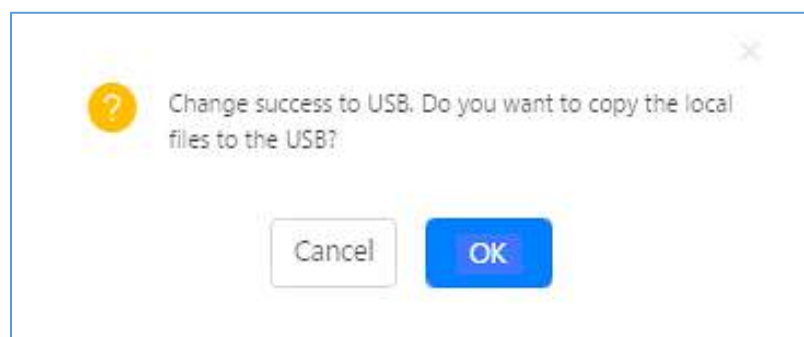 ?
Change success to USB. Do you want to copy the local
files to the USB?
Cancel
OK